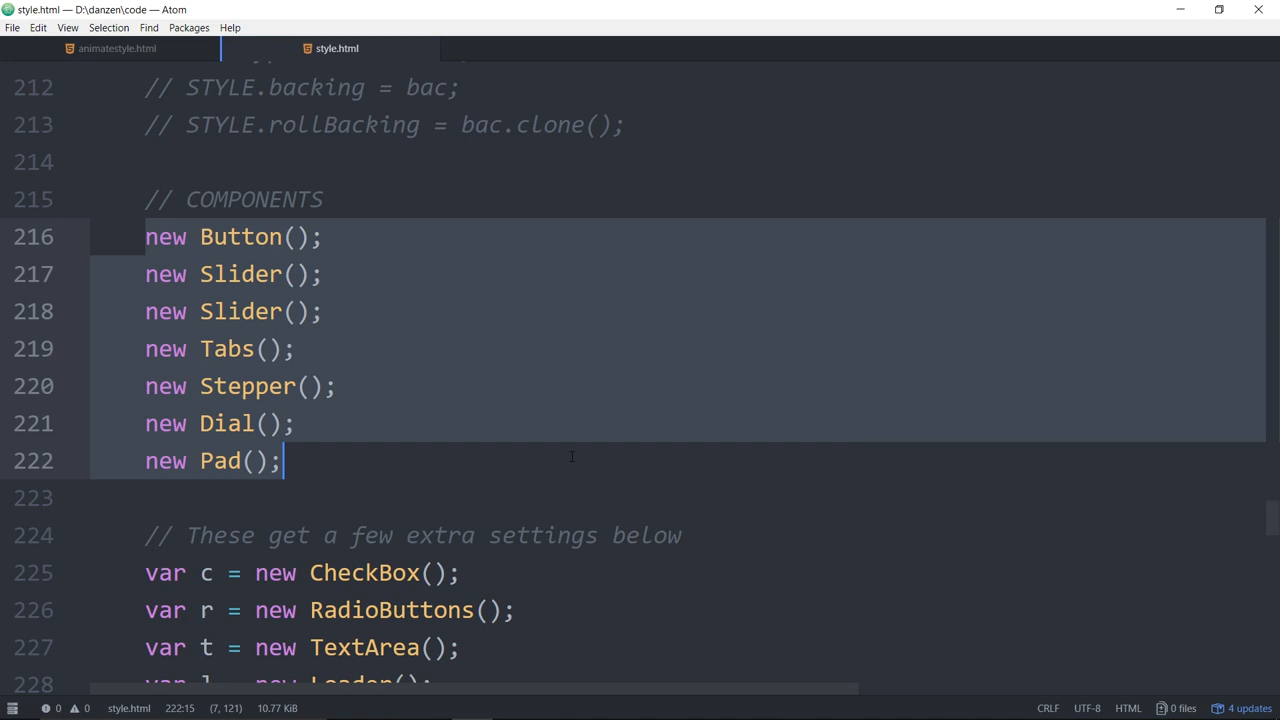 style.html — D:\danzen\code — Atom
File Edit View Selection Find Packages Help
animatestyle.html style.html
212 // STYLE.backing = bac;
213 // STYLE.rollBacking = bac.clone();
214
215 // COMPONENTS
216 new Button();
217 new Slider();
218 new Slider();
219 new Tabs();
220 new Stepper();
221 new Dial();
222 new Pad();
223
224 // These get a few extra settings below
225 var c = new CheckBox();
226 var r = new RadioButtons();
227 var t = new TextArea();
228 var l = new Loader();
0 0 style.html 222:15 (7, 121) 10.77 KiB CRLF UTF-8 HTML 0 files 4 updates